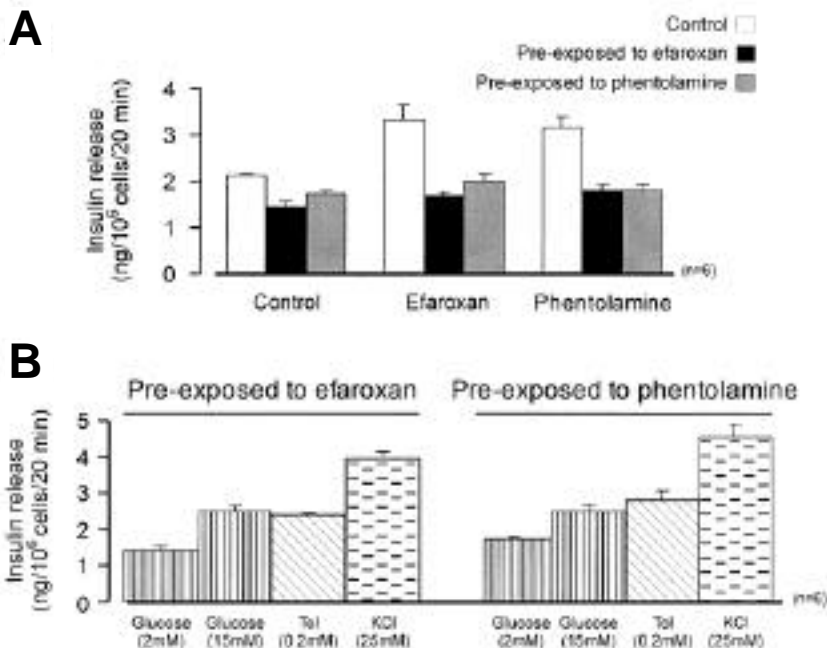 A
Control
Pre-exposed to efaroxan
Pre-exposed to phentolamine
Insulin release
(ng/10⁶ cells/20 min)
4
3
2
1
0
(n=6)
Control Efaroxan Phentolamine
B
Pre-exposed to efaroxan Pre-exposed to phentolamine
Insulin release
(ng/10⁶ cells/20 min)
5
4
3
2
1
0
(n=6)
Glucose Glucose Tol KCl Glucose Glucose Tol KCl
(2mM) (15mM) (0.2mM) (25mM) (2mM) (15mM) (0.2mM) (25mM)